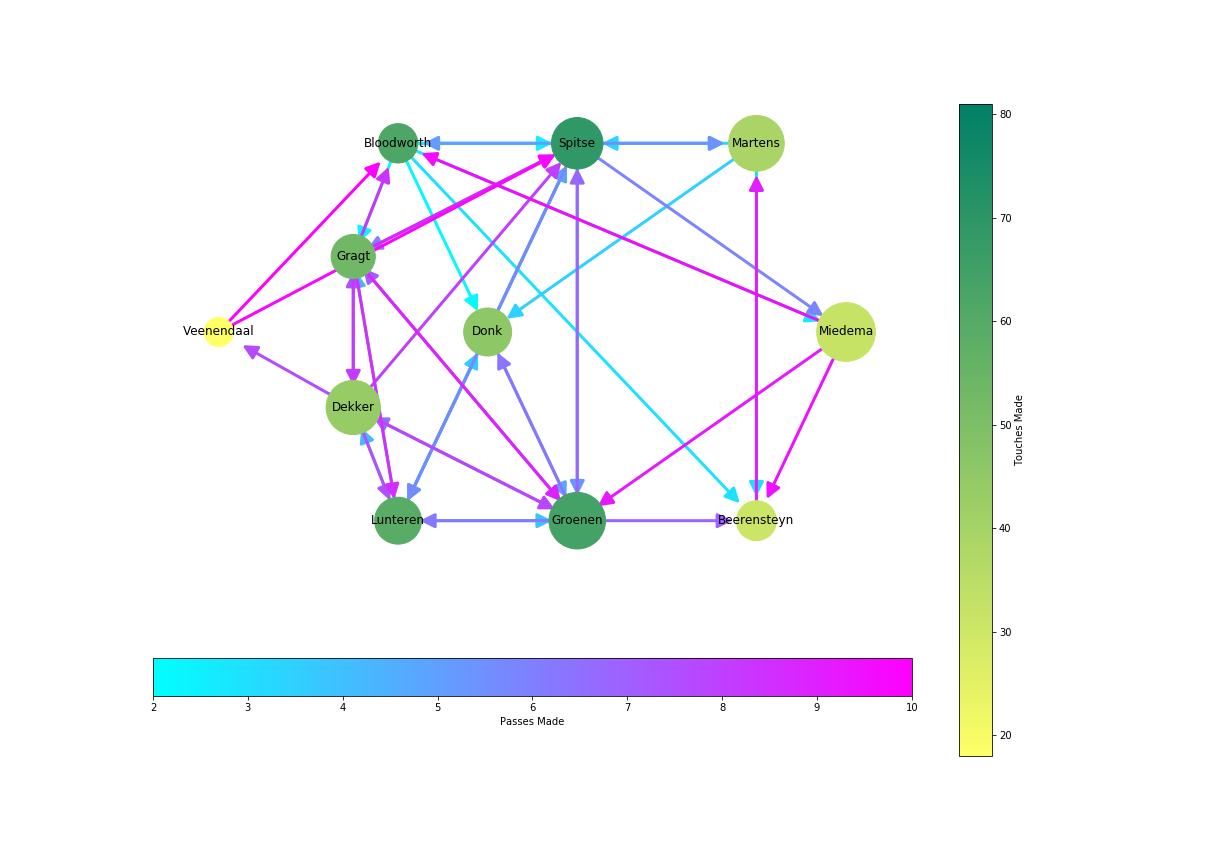 Bloodworth
Spitse
Martens
Gragt
Veenendaal
Donk
Miedema
Dekker
Lunteren
Groenen
Beerensteyn
80
70
60
50
40
30
20
Touches Made
2 3 4 5 6 7 8 9 10
Passes Made